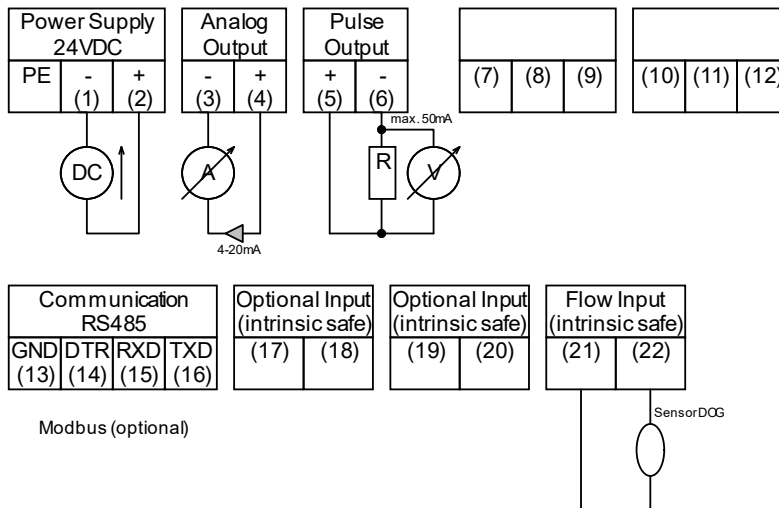 Power Supply
24VDC
PE - +
(1) (2)
Analog
Output
- +
(3) (4)
Pulse
Output
+ -
(5) (6)
(7) (8) (9)
(10) (11) (12)
max. 50mA
DC
A
R
V
4-20mA
Communication
RS485
GND DTR RXD TXD
(13) (14) (15) (16)
Optional Input
(intrinsic safe)
(17) (18)
Optional Input
(intrinsic safe)
(19) (20)
Flow Input
(intrinsic safe)
(21) (22)
Sensor DOG
Modbus (optional)